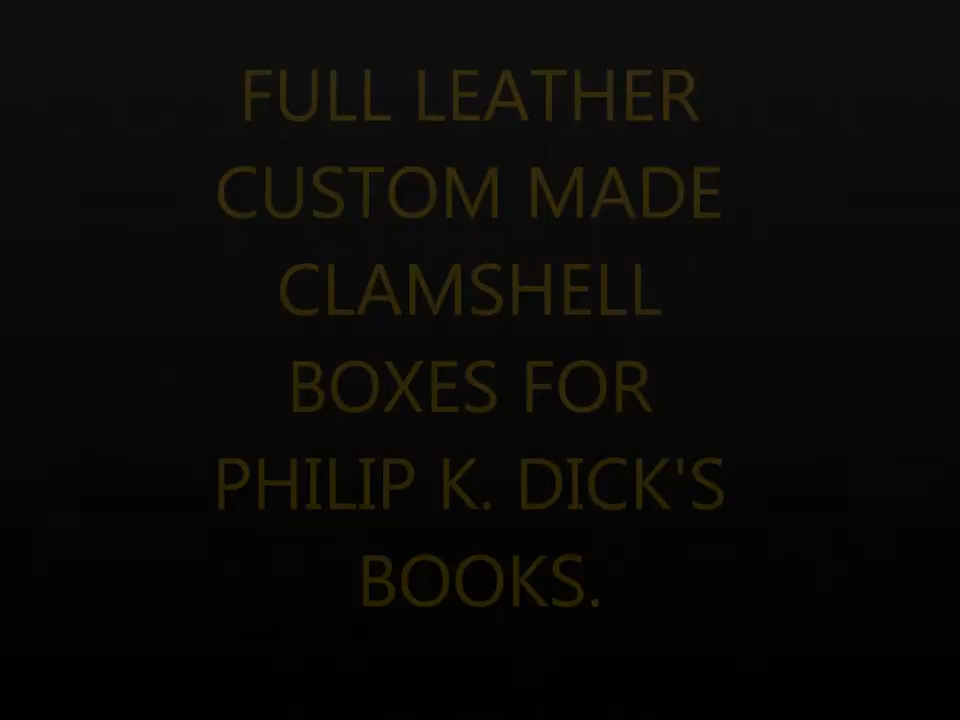 FULL LEATHER
CUSTOM MADE
CLAMSHELL
BOXES FOR
PHILIP K. DICK'S
BOOKS.